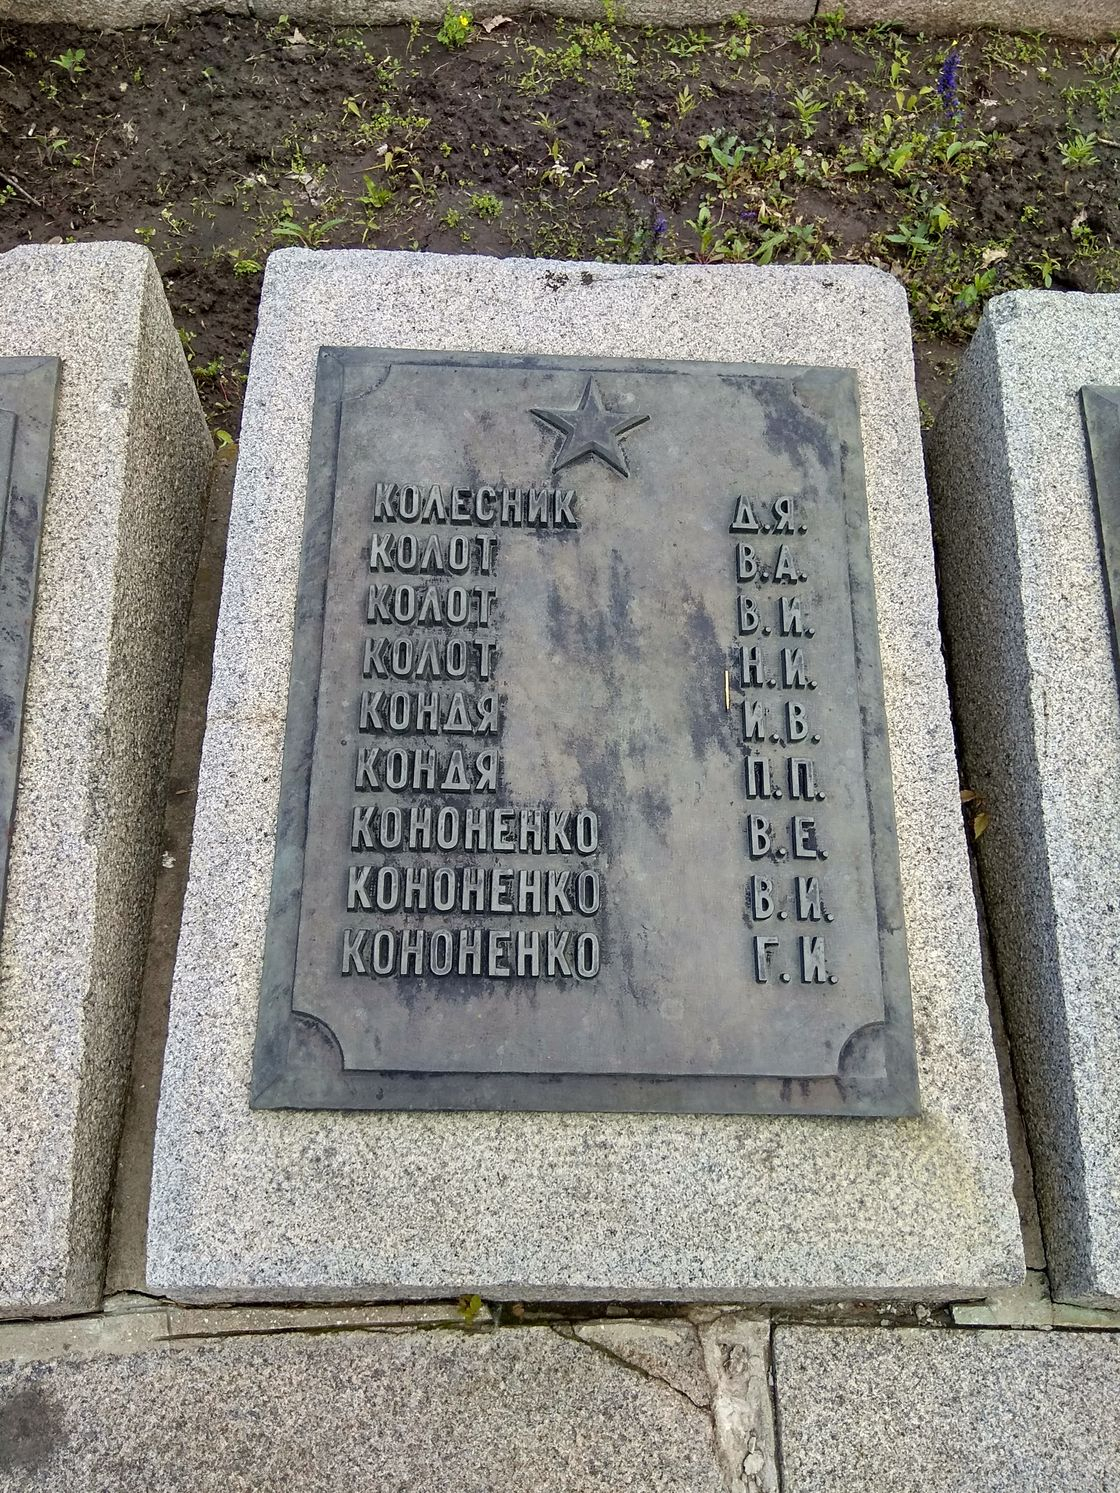 КОЛЕСНИК Д.Я.
КОЛОТ В.А.
КОЛОТ В.И.
КОЛОТ Н.И.
КОНДЯ И.В.
КОНДЯ П.П.
КОНОНЕНКО В.Е.
КОНОНЕНКО В.И.
КОНОНЕНКО Г.И.